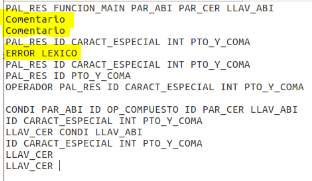 PAL_RES FUNCION_MAIN PAR_ABI PAR_CER LLAV_ABI
Comentario
Comentario
PAL_RES ID CARACT_ESPECIAL INT PTO_Y_COMA
ERROR LEXICO
PAL_RES ID CARACT_ESPECIAL INT PTO_Y_COMA
PAL_RES ID PTO_Y_COMA
OPERADOR PAL_RES ID CARACT_ESPECIAL INT PTO_Y_COMA
CONDI PAR_ABI ID OP_COMPUESTO ID PAR_CER LLAV_ABI
ID CARACT_ESPECIAL INT PTO_Y_COMA
LLAV_CER CONDI LLAV_ABI
ID CARACT_ESPECIAL INT PTO_Y_COMA
LLAV_CER
LLAV_CER